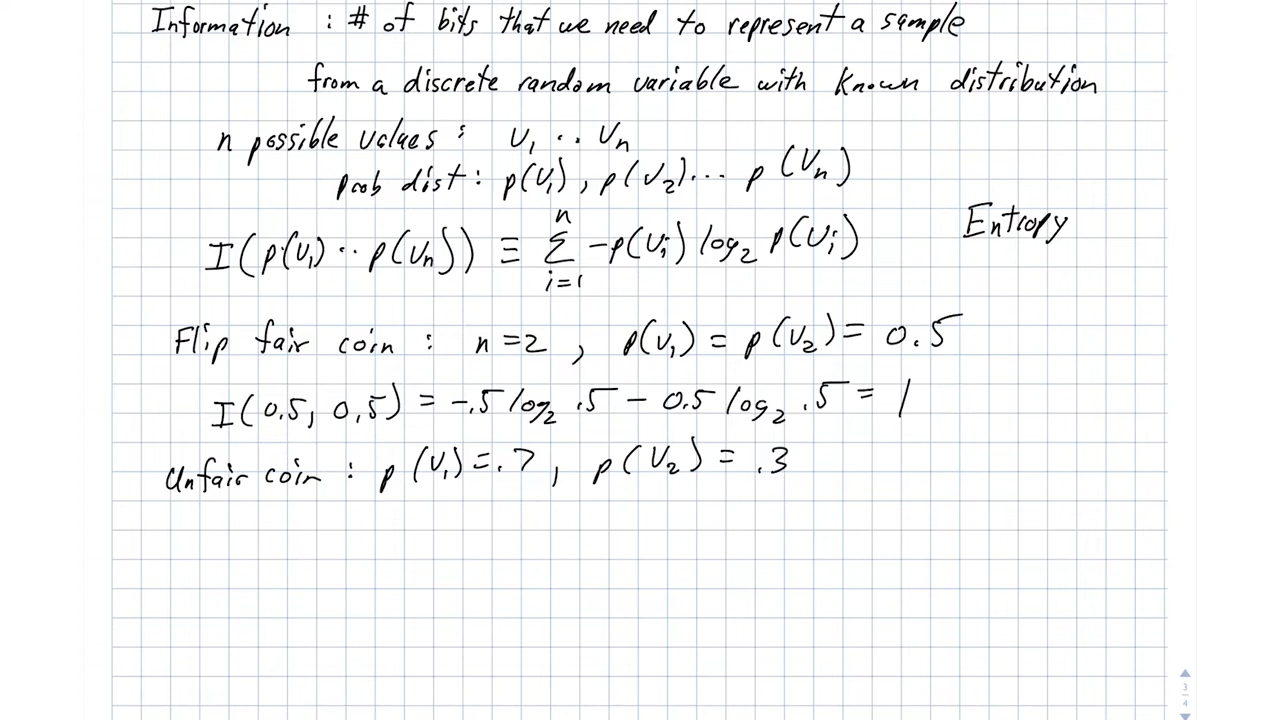 Information : # of bits that we need to represent a sample
from a discrete random variable with known distribution
n possible values : V₁ .. Vₙ
prob dist : p(V₁) , p(V₂) ... p(Vₙ)
I(p(V₁) .. p(Vₙ)) ≡ ∑ᵢ₌₁ⁿ -p(Vᵢ) log₂ p(Vᵢ) Entropy
Flip fair coin : n = 2 , p(V₁) = p(V₂) = 0.5
I(0.5, 0.5) = -.5 log₂ .5 - 0.5 log₂ .5 = 1
Unfair coin : p(V₁) = .7 , p(V₂) = .3
3
4